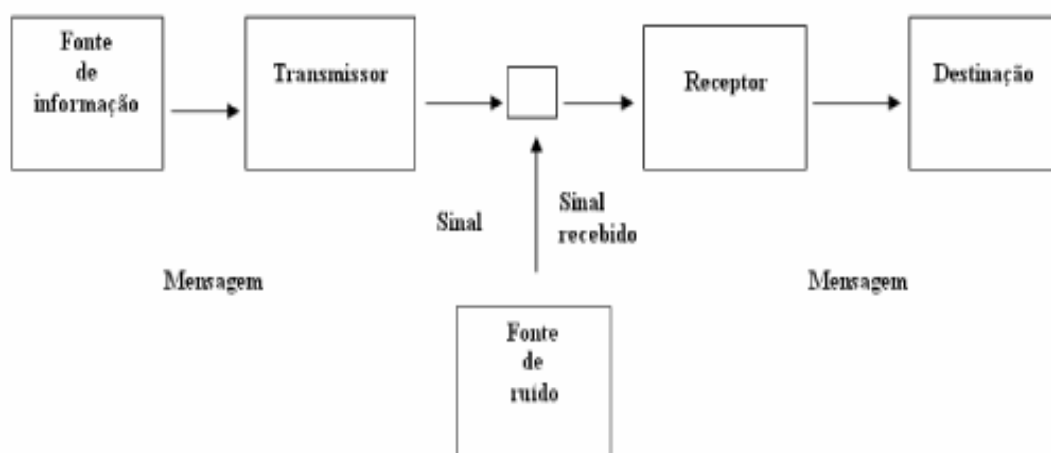 Fonte
de
informação
Transmissor
Receptor
Destinação
Sinal
Sinal
recebido
Mensagem
Mensagem
Fonte
de
ruído